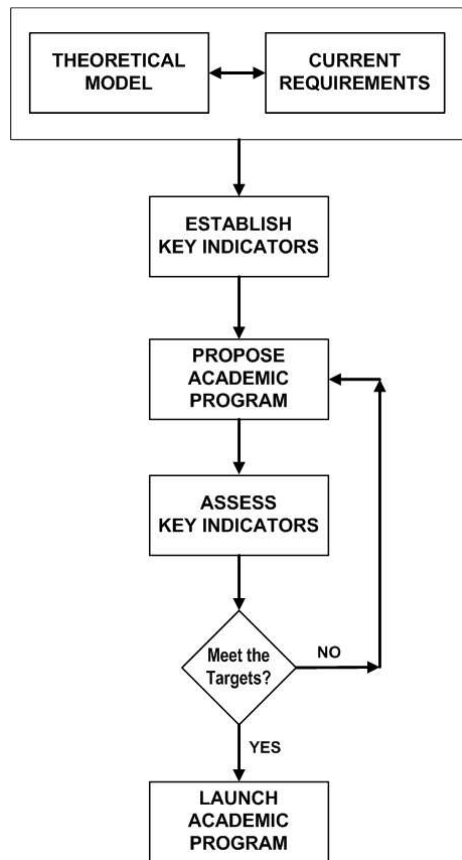 THEORETICAL
MODEL
CURRENT
REQUIREMENTS
ESTABLISH
KEY INDICATORS
PROPOSE
ACADEMIC
PROGRAM
ASSESS
KEY INDICATORS
Meet the
Targets?
NO
YES
LAUNCH
ACADEMIC
PROGRAM